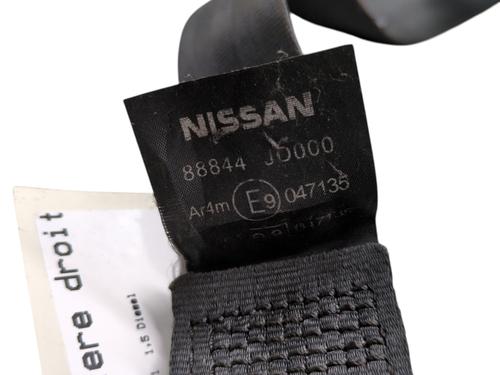 NISSAN
88844 JD000
Ar4m E9 047135
droit
1.5 Diesel